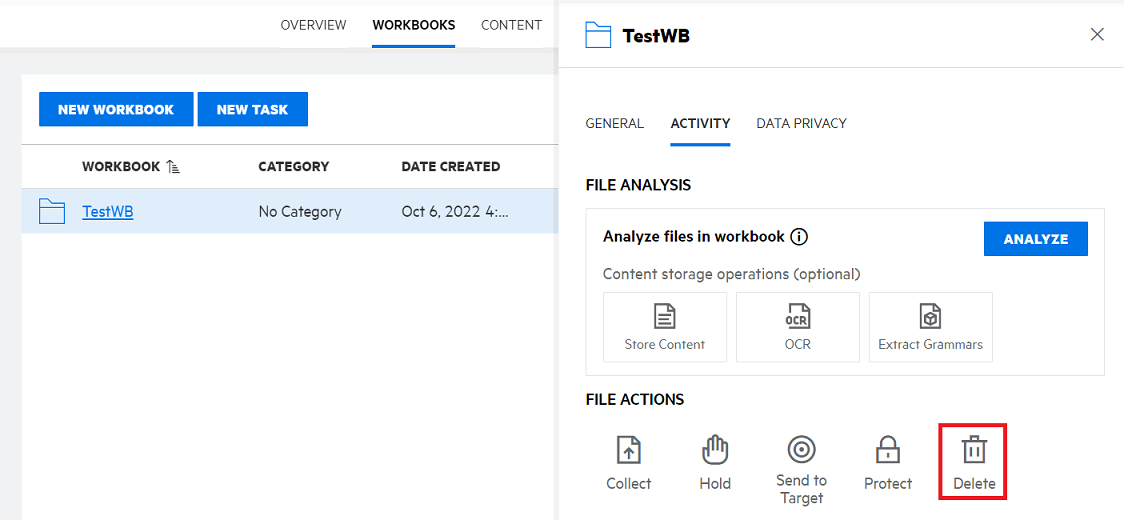 OVERVIEW WORKBOOKS CONTENT
NEW WORKBOOK NEW TASK
WORKBOOK CATEGORY DATE CREATED
TestWB No Category Oct 6, 2022 4:...
TestWB
GENERAL ACTIVITY DATA PRIVACY
FILE ANALYSIS
Analyze files in workbook
ANALYZE
Content storage operations (optional)
OCR
Store Content OCR Extract Grammars
FILE ACTIONS
Collect Hold Send to Target Protect Delete